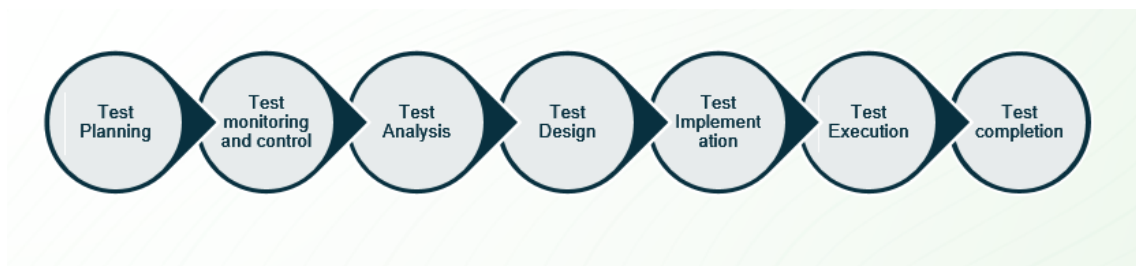 Test
Planning
Test
monitoring
and control
Test
Analysis
Test
Design
Test
Implement
ation
Test
Execution
Test
completion